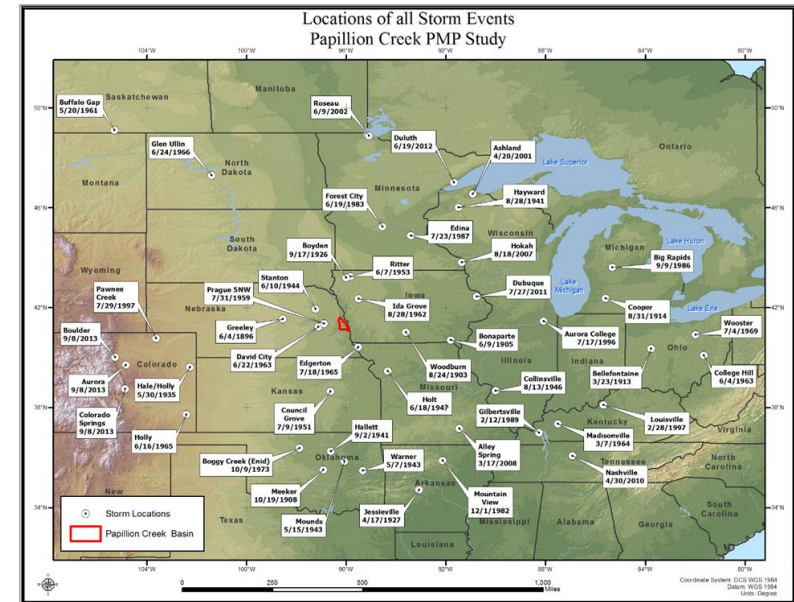 Locations of all Storm Events
Papillion Creek PMP Study
104°W
100°W
96°W
92°W
88°W
84°W
80°W
50°N
46°N
42°N
38°N
34°N
50°N
46°N
42°N
38°N
34°N
Saskatchewan
Manitoba
Ontario
Buffalo Gap
5/20/1961
Roseau
6/9/2002
Glen Ullin
6/24/1966
Duluth
6/19/2012
Ashland
4/20/2001
Lake Superior
North
Dakota
Montana
Minnesota
Hayward
8/28/1941
Forest City
6/19/1983
Edina
7/23/1987
Wisconsin
Hokah
8/18/2007
Michigan
Lake Huron
Big Rapids
9/9/1986
South
Dakota
Boyden
9/17/1926
Ritter
6/7/1953
Wyoming
Stanton
6/10/1944
Prague 5NW
7/31/1959
Pawnee
Creek
7/29/1997
Nebraska
Iowa
Ida Grove
8/28/1962
Dubuque
7/27/2011
Lake
Michigan
Cooper
8/31/1914
Lake Erie
Greeley
6/4/1896
Boulder
9/8/2013
Wooster
7/4/1969
Bonaparte
6/9/1905
Aurora College
7/17/1996
David City
6/22/1963
Edgerton
7/18/1965
Woodburn
8/24/1903
Illinois
Indiana
Ohio
Bellefontaine
3/23/1913
College Hill
6/4/1963
Colorado
Aurora
9/8/2013
Hale/Holly
5/30/1935
Kansas
Missouri
Collinsville
8/13/1946
Holt
6/18/1947
Colorado
Springs
9/8/2013
Council
Grove
7/9/1951
Gilbertsville
2/12/1989
Louisville
2/28/1997
Kentucky
Virginia
Holly
6/16/1965
Hallett
9/2/1941
Madisonville
3/7/1964
Alley
Spring
3/17/2008
Boggy Creek (Enid)
10/9/1973
Oklahoma
Warner
5/7/1943
Tennessee
Nashville
4/30/2010
North
Carolina
Meeker
10/19/1908
Arkansas
Mountain
View
12/1/1982
New
South
Carolina
Texas
Mounds
5/15/1943
Jessieville
4/17/1927
Mississippi
Alabama
Georgia
Louisiana
Storm Locations
Papillion Creek Basin
104°W
100°W
96°W
92°W
88°W
84°W
80°W
0
250
500
1,000
Miles
Coordinate System: GCS WGS 1984
Datum: WGS 1984
Units: Degree